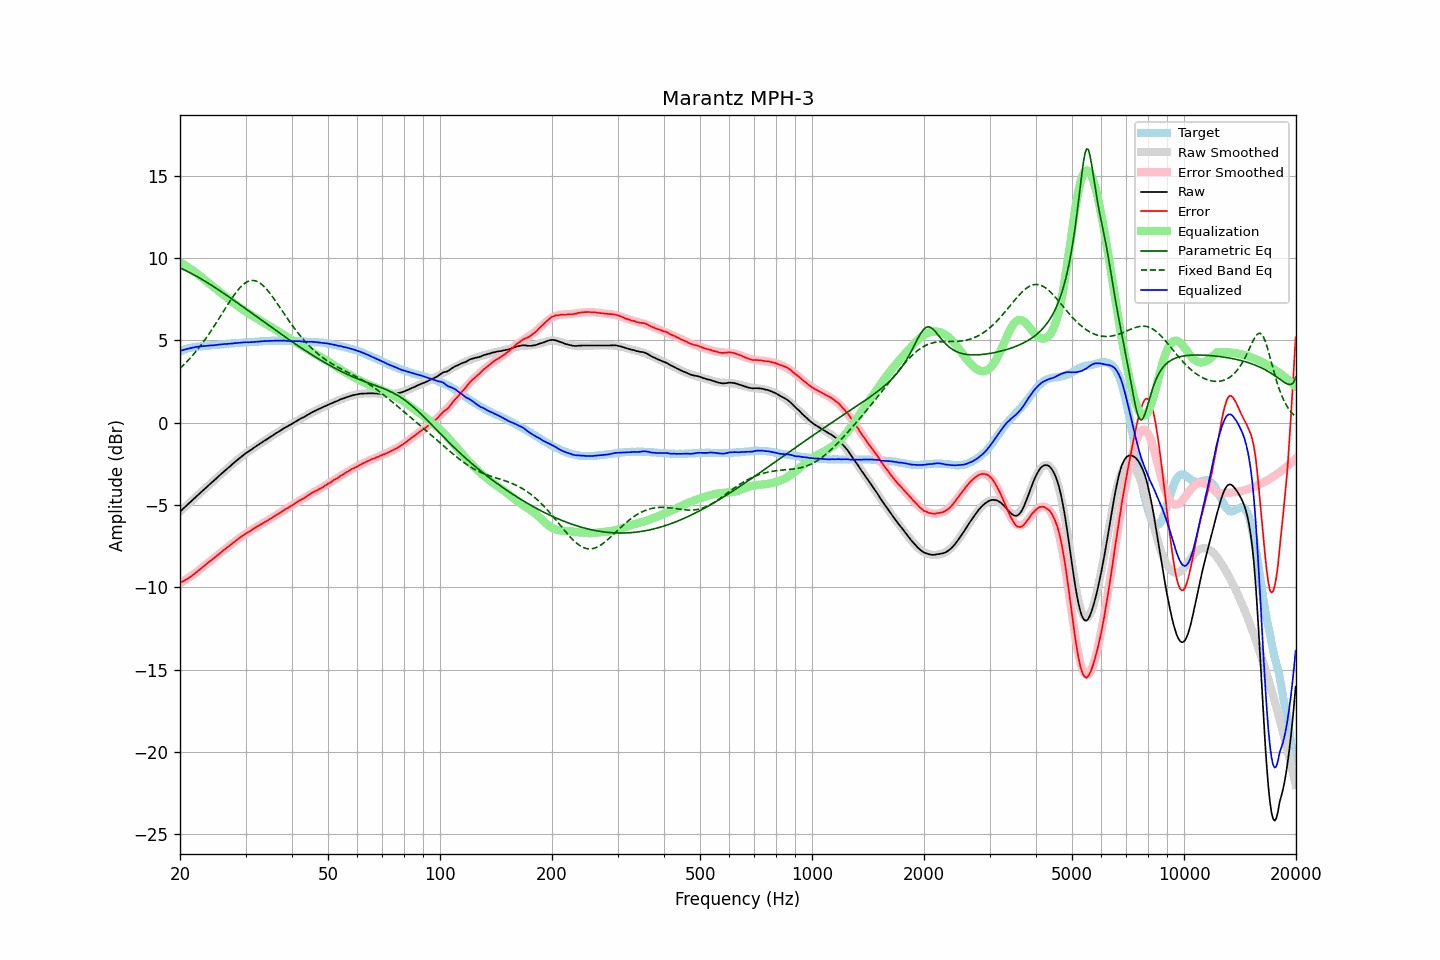 Marantz MPH-3
Amplitude (dBr)
15
10
5
0
−5
−10
−15
−20
−25
Target
Raw Smoothed
Error Smoothed
Raw
Error
Equalization
Parametric Eq
Fixed Band Eq
Equalized
20 50 100 200 500 1000 2000 5000 10000 20000
Frequency (Hz)